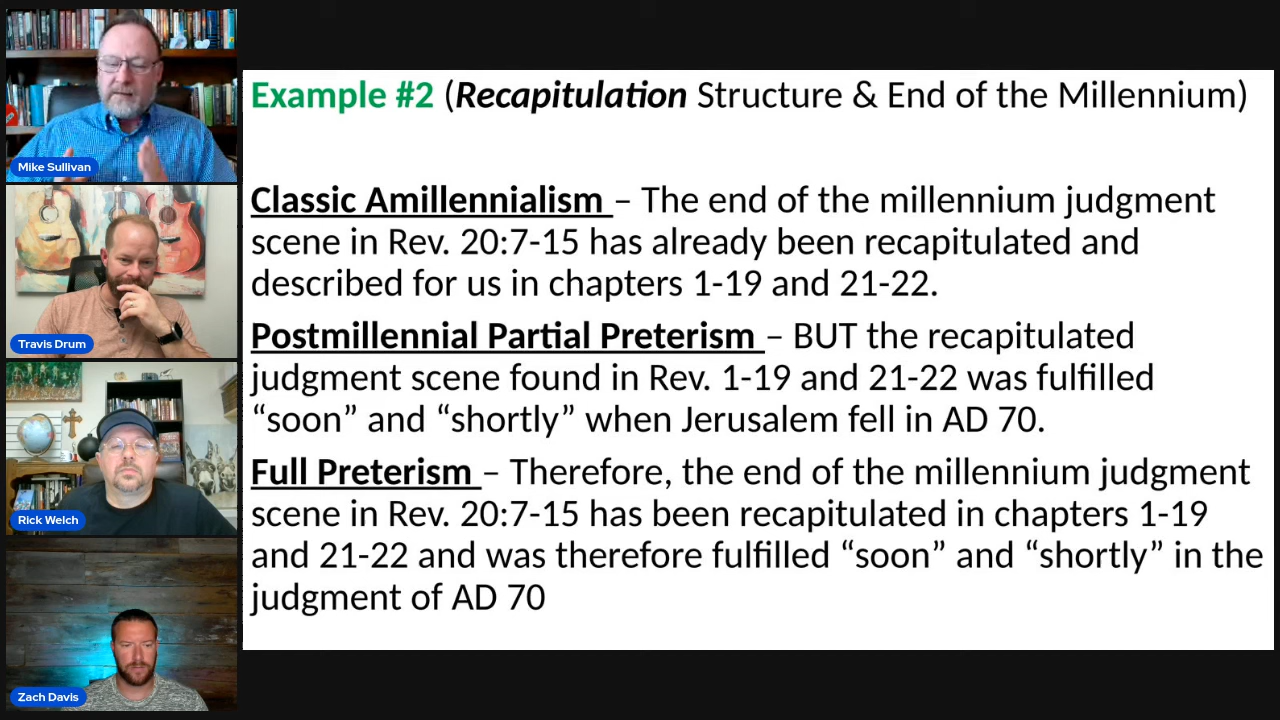 Mike Sullivan
Travis Drum
Rick Welch
Zach Davis
Example #2 (Recapitulation Structure & End of the Millennium)
Classic Amillennialism – The end of the millennium judgment
scene in Rev. 20:7-15 has already been recapitulated and
described for us in chapters 1-19 and 21-22.
Postmillennial Partial Preterism – BUT the recapitulated
judgment scene found in Rev. 1-19 and 21-22 was fulfilled
“soon” and “shortly” when Jerusalem fell in AD 70.
Full Preterism – Therefore, the end of the millennium judgment
scene in Rev. 20:7-15 has been recapitulated in chapters 1-19
and 21-22 and was therefore fulfilled “soon” and “shortly” in the
judgment of AD 70